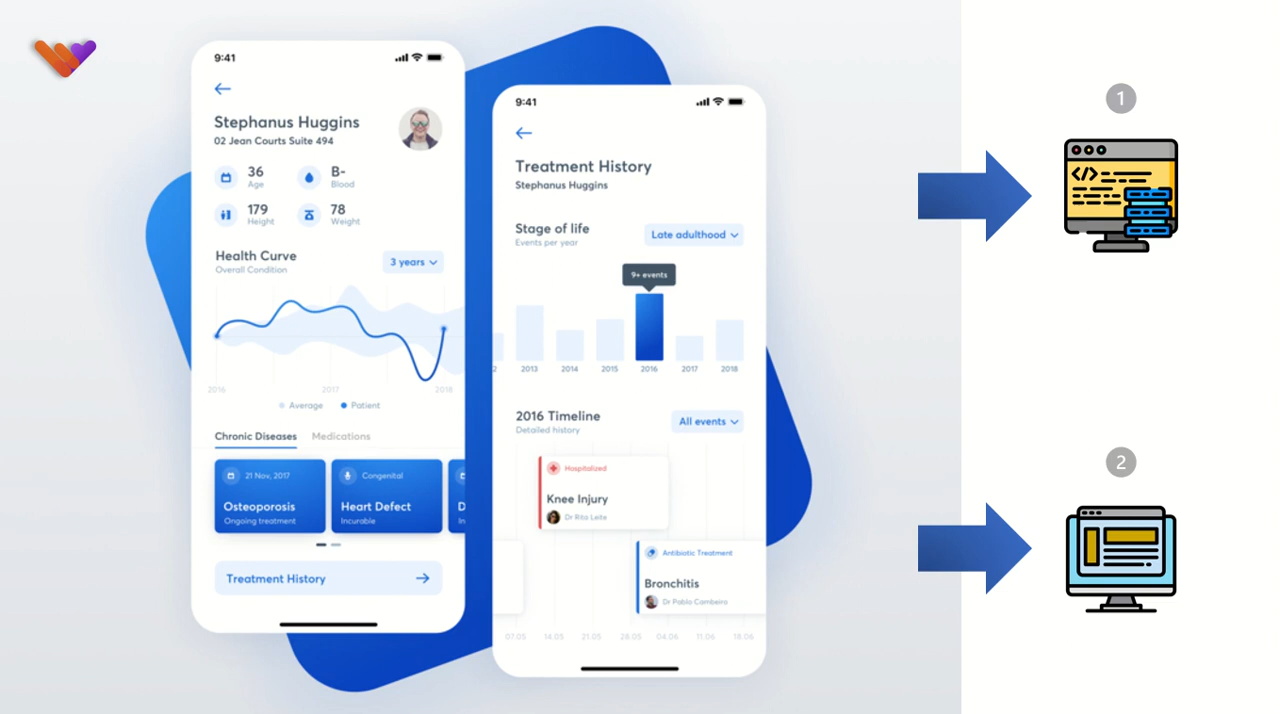 9:41
Stephanus Huggins
02 Jean Courts Suite 494
36
Age
B-
Blood
179
Height
78
Weight
Health Curve
Overall Condition
3 years
2016
2017
2018
Average
Patient
Chronic Diseases
Medications
21 Nov, 2017
Osteoporosis
Ongoing treatment
Congenital
Heart Defect
Incurable
D
In
Treatment History
9:41
Treatment History
Stephanus Huggins
Stage of life
Events per year
Late adulthood
9+ events
2
2013
2014
2015
2016
2017
2018
2016 Timeline
Detailed history
All events
Hospitalized
Knee Injury
Dr Rita Leite
Antibiotic Treatment
Bronchitis
Dr Pablo Cambeiro
07.05
14.05
21.05
28.05
04.06
11.06
18.06
1
</>
2